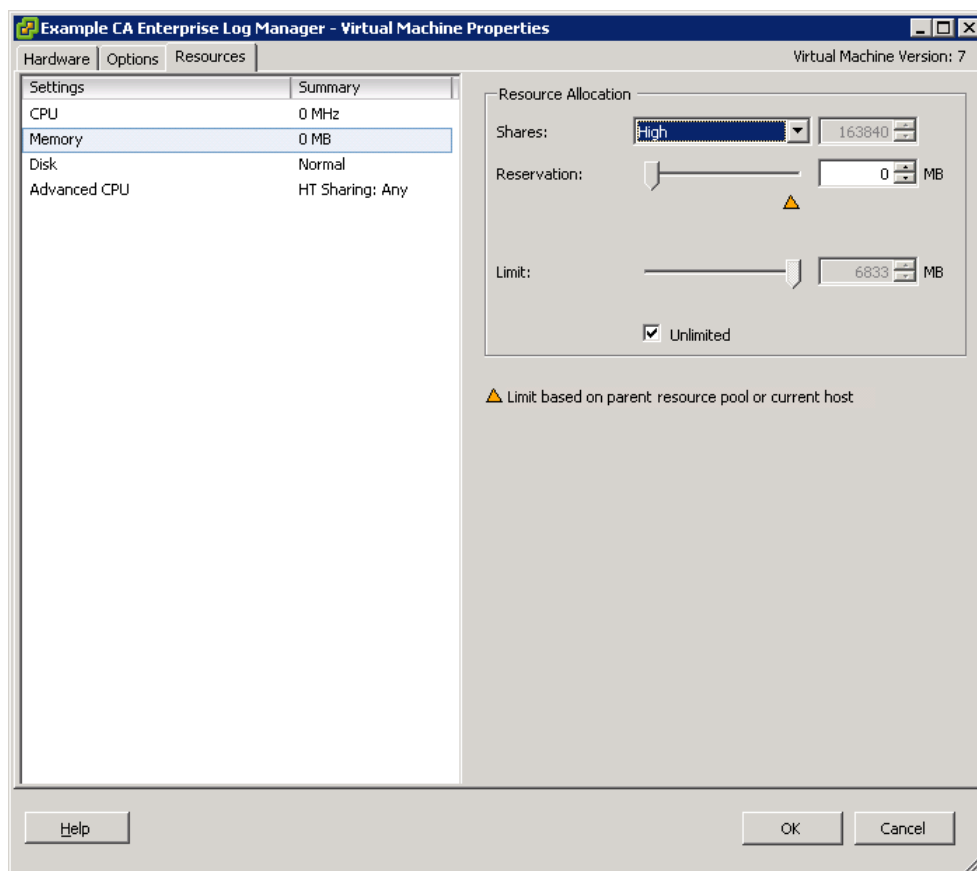 Example CA Enterprise Log Manager - Virtual Machine Properties
Hardware Options Resources Virtual Machine Version: 7
Settings Summary
CPU 0 MHz
Memory 0 MB
Disk Normal
Advanced CPU HT Sharing: Any
Resource Allocation
Shares: High 163840
Reservation: 0 MB
Limit: 6833 MB
Unlimited
Limit based on parent resource pool or current host
Help OK Cancel